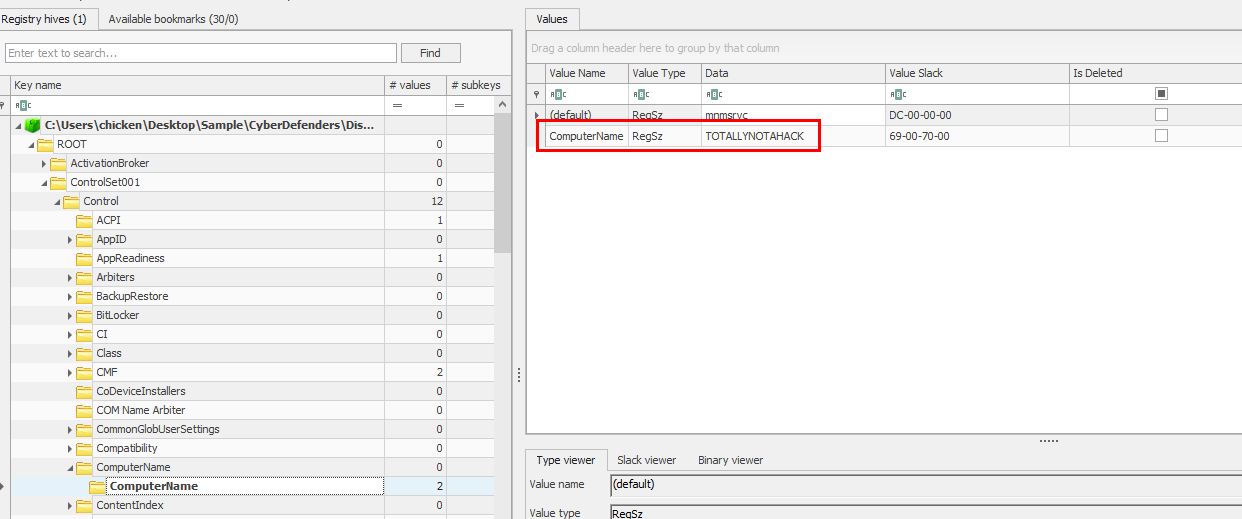 Registry hives (1) Available bookmarks (30/0)
Enter text to search... Find
Key name # values # subkeys
ABC = =
C:\Users\chicken\Desktop\Sample\CyberDefenders\Dis...
ROOT 0
ActivationBroker 0
ControlSet001 0
Control 12
ACPI 1
AppID 0
AppReadiness 1
Arbiters 0
BackupRestore 0
BitLocker 0
CI 0
Class 0
CMF 2
CoDeviceInstallers 0
COM Name Arbiter 0
CommonGlobUserSettings 0
Compatibility 0
ComputerName 0
ComputerName 2
ContentIndex 0
Values
Drag a column header here to group by that column
Value Name Value Type Data Value Slack Is Deleted
ABC ABC ABC ABC
(default) RegSz mnmsrvc DC-00-00-00
ComputerName RegSz TOTALLYNOTAHACK 69-00-70-00
Type viewer Slack viewer Binary viewer
Value name (default)
Value type RegSz